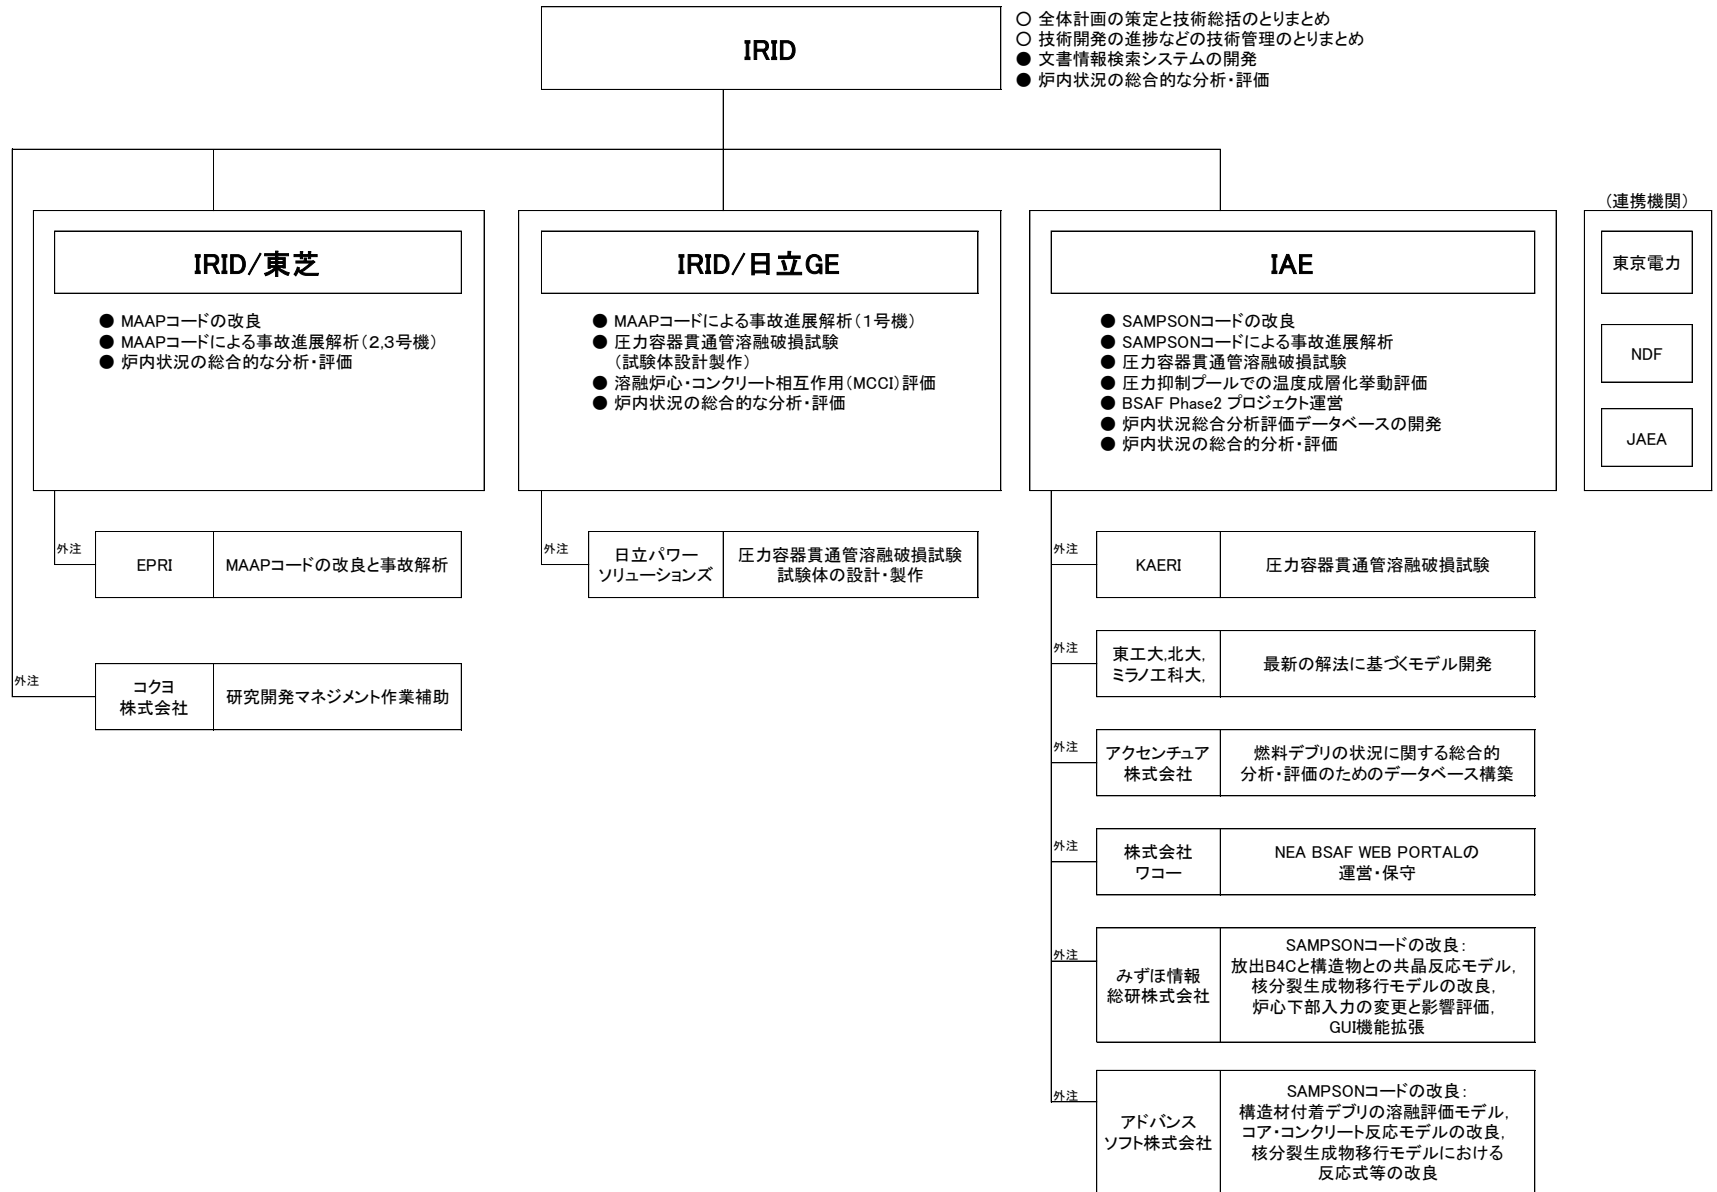 IRID
○ 全体計画の策定と技術総括のとりまとめ
○ 技術開発の進捗などの技術管理のとりまとめ
● 文書情報検索システムの開発
● 炉内状況の総合的な分析・評価
IRID/東芝
● MAAPコードの改良
● MAAPコードによる事故進展解析(2,3号機)
● 炉内状況の総合的な分析・評価
IRID/日立GE
● MAAPコードによる事故進展解析(1号機)
● 圧力容器貫通管溶融破損試験
(試験体設計製作)
● 溶融炉心・コンクリート相互作用(MCCI)評価
● 炉内状況の総合的な分析・評価
IAE
● SAMPSONコードの改良
● SAMPSONコードによる事故進展解析
● 圧力容器貫通管溶融破損試験
● 圧力抑制プールでの温度成層化挙動評価
● BSAF Phase2 プロジェクト運営
● 炉内状況総合分析評価データベースの開発
● 炉内状況の総合的分析・評価
(連携機関)
東京電力
NDF
JAEA
外注
EPRI
MAAPコードの改良と事故解析
外注
コクヨ
株式会社
研究開発マネジメント作業補助
外注
日立パワー
ソリューションズ
圧力容器貫通管溶融破損試験
試験体の設計・製作
外注
KAERI
圧力容器貫通管溶融破損試験
外注
東工大,北大,
ミラノ工科大,
最新の解法に基づくモデル開発
外注
アクセンチュア
株式会社
燃料デブリの状況に関する総合的
分析・評価のためのデータベース構築
外注
株式会社
ワコー
NEA BSAF WEB PORTALの
運営・保守
外注
みずほ情報
総研株式会社
SAMPSONコードの改良:
放出B4Cと構造物との共晶反応モデル,
核分裂生成物移行モデルの改良,
炉心下部入力の変更と影響評価,
GUI機能拡張
外注
アドバンス
ソフト株式会社
SAMPSONコードの改良:
構造材付着デブリの溶融評価モデル,
コア・コンクリート反応モデルの改良,
核分裂生成物移行モデルにおける
反応式等の改良